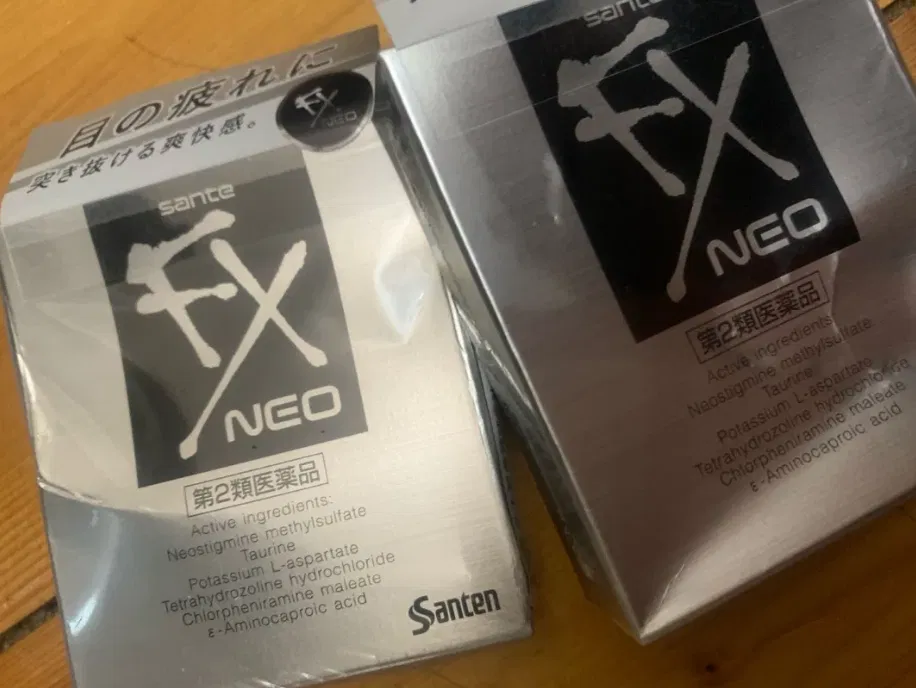 目の疲れに
突き抜ける爽快感。
FX
NEO
sante
FX
NEO
第2類医薬品
Active ingredients:
Neostigmine methylsulfate
Taurine
Potassium L-aspartate
Tetrahydrozoline hydrochloride
Chlorpheniramine maleate
ε-Aminocaproic acid
Santen
sante
FX
NEO
第2類医薬品
Active ingredients:
Neostigmine methylsulfate
Taurine
Potassium L-aspartate
Tetrahydrozoline hydrochloride
Chlorpheniramine maleate
ε-Aminocaproic acid